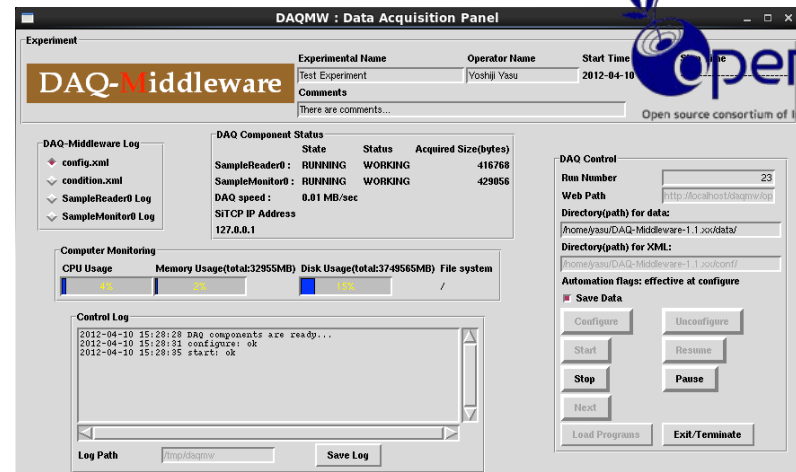 DAQMW : Data Acquisition Panel
Experiment
DAQ-Middleware
Experimental Name Operator Name Start Time
Test Experiment Yoshiji Yasu 2012-04-10
Comments
There are comments...
Open
Open source consortium of I
DAQ-Middleware Log
config.xml
condition.xml
SampleReader0 Log
SampleMonitor0 Log
DAQ Component Status
State Status Acquired Size(bytes)
SampleReader0 : RUNNING WORKING 416768
SampleMonitor0 : RUNNING WORKING 429056
DAQ speed : 0.01 MB/sec
SiTCP IP Address
127.0.0.1
Computer Monitoring
CPU Usage Memory Usage(total:32955MB) Disk Usage(total:3749565MB) File system
4% 2% 15% /
Control Log
2012-04-10 15:28:28 DAQ components are ready...
2012-04-10 15:28:31 configure: ok
2012-04-10 15:28:35 start: ok
Log Path /tmp/daqmw Save Log
DAQ Control
Run Number 23
Web Path http://localhost/daqmw/op
Directory(path) for data:
/home/yasu/DAQ-Middleware-1.1.xx/data/
Directory(path) for XML:
/home/yasu/DAQ-Middleware-1.1.xx/conf/
Automation flags: effective at configure
Save Data
Configure Unconfigure
Start Resume
Stop Pause
Next
Load Programs Exit/Terminate